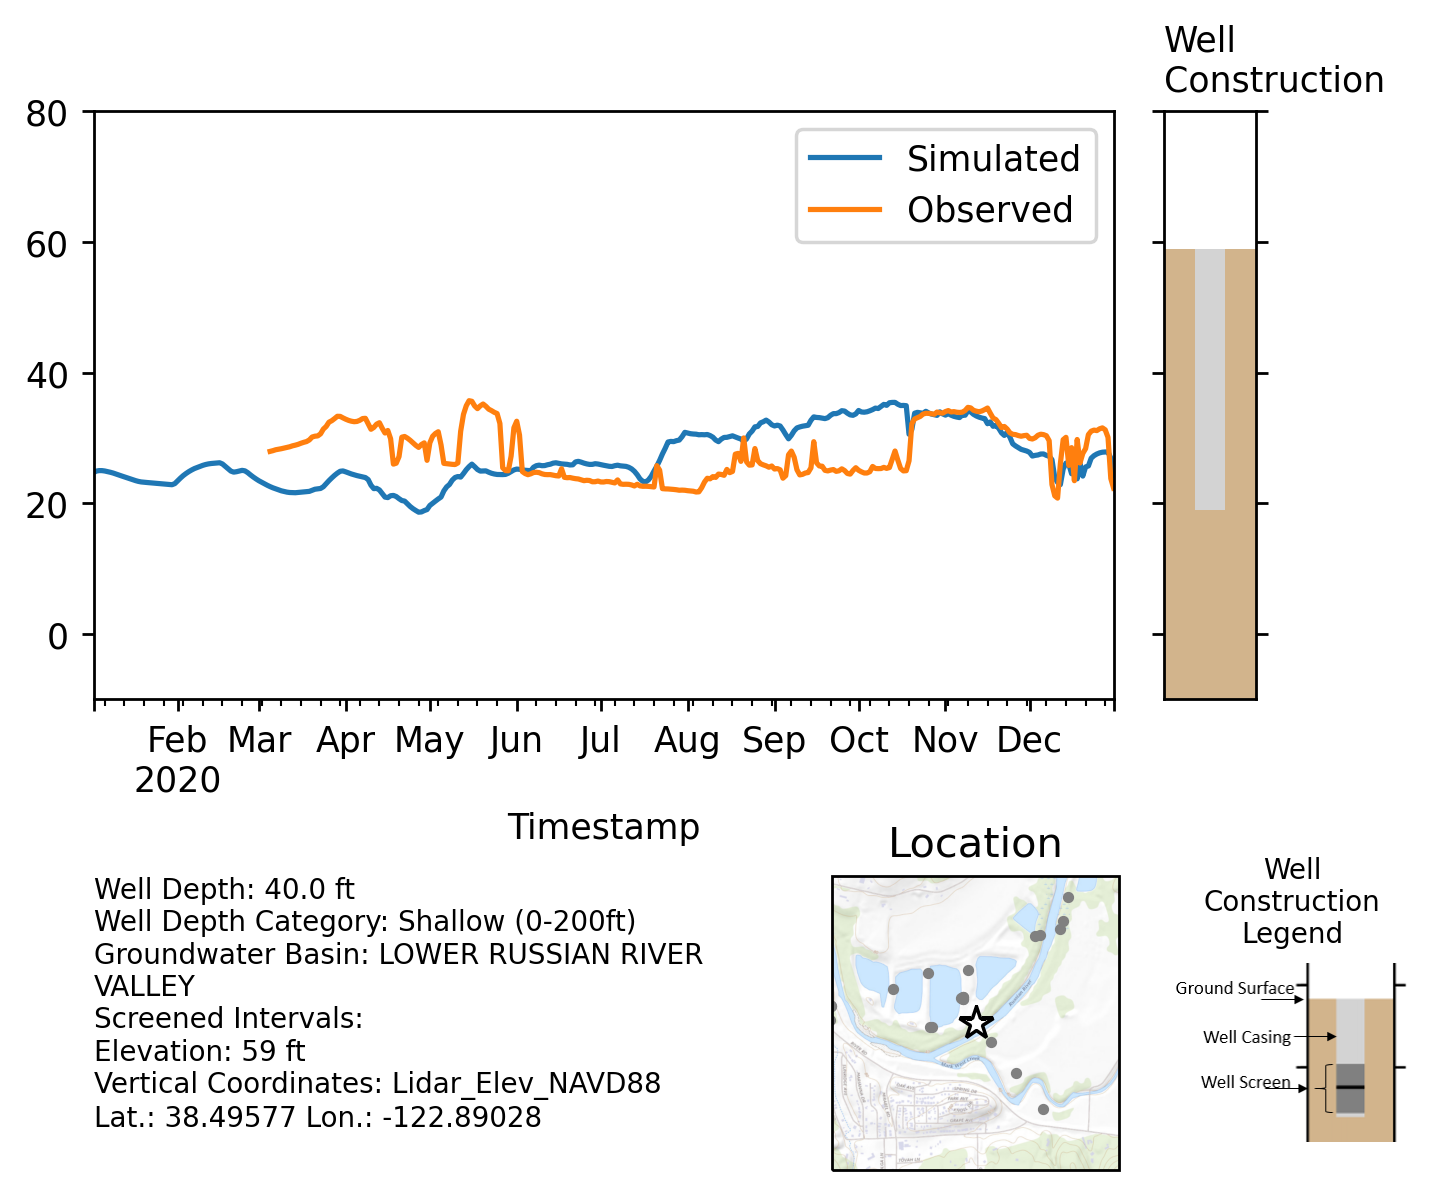 Well
Construction
80
60
40
20
0
Simulated
Observed
Feb Mar Apr May Jun Jul Aug Sep Oct Nov Dec
2020
Timestamp
Well Depth: 40.0 ft
Well Depth Category: Shallow (0-200ft)
Groundwater Basin: LOWER RUSSIAN RIVER
VALLEY
Screened Intervals:
Elevation: 59 ft
Vertical Coordinates: Lidar_Elev_NAVD88
Lat.: 38.49577 Lon.: -122.89028
Location
Well
Construction
Legend
Ground Surface
Well Casing
Well Screen